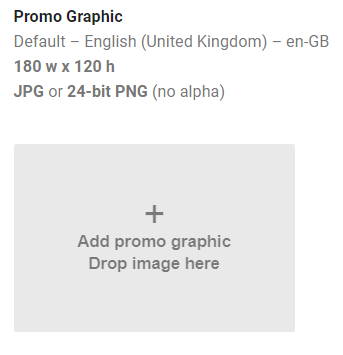 Promo Graphic
Default – English (United Kingdom) – en-GB
180 w x 120 h
JPG or 24-bit PNG (no alpha)
+
Add promo graphic
Drop image here